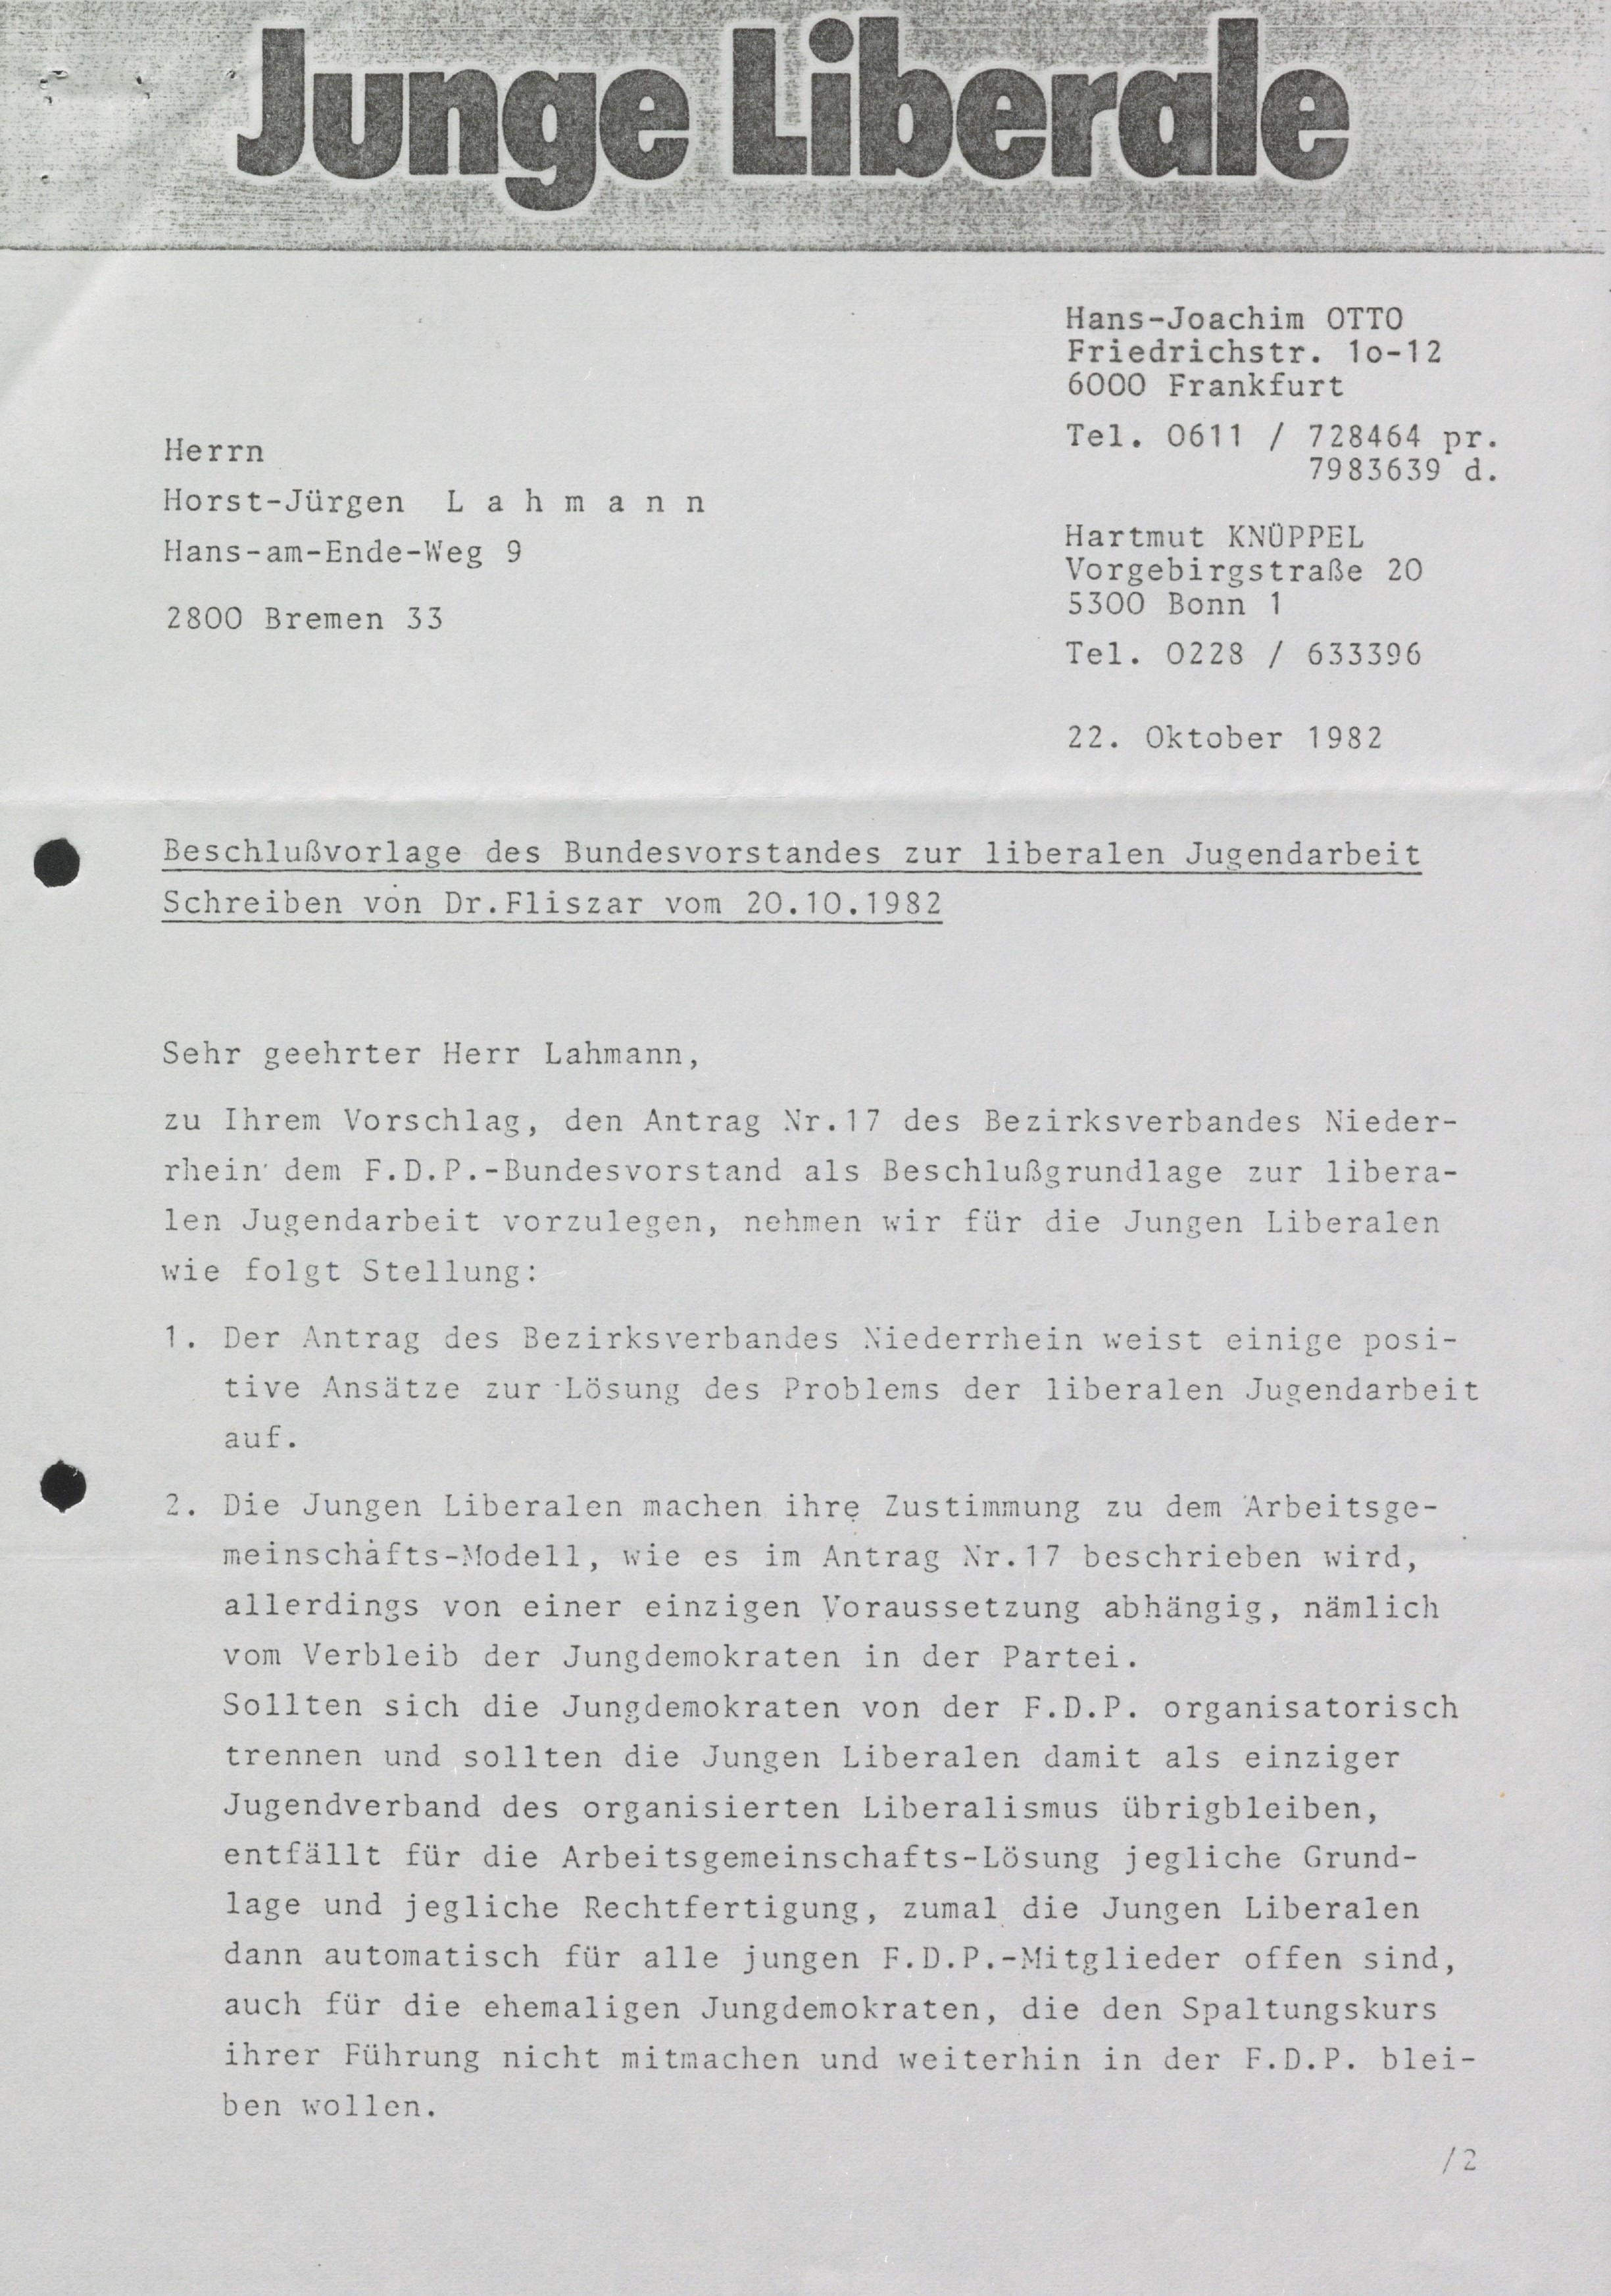 Junge Liberale
Hans-Joachim OTTO
Friedrichstr. 1o-12
6000 Frankfurt
Tel. 0611 / 728464 pr.
7983639 d.
Herrn
Horst-Jürgen L a h m a n n
Hans-am-Ende-Weg 9
2800 Bremen 33
Hartmut KNÜPPEL
Vorgebirgstraße 20
5300 Bonn 1
Tel. 0228 / 633396
22. Oktober 1982
Beschlußvorlage des Bundesvorstandes zur liberalen Jugendarbeit
Schreiben von Dr.Fliszar vom 20.10.1982
Sehr geehrter Herr Lahmann,
zu Ihrem Vorschlag, den Antrag Nr.17 des Bezirksverbandes Nieder-
rhein dem F.D.P.-Bundesvorstand als Beschlußgrundlage zur libera-
len Jugendarbeit vorzulegen, nehmen wir für die Jungen Liberalen
wie folgt Stellung:
1. Der Antrag des Bezirksverbandes Niederrhein weist einige posi-
tive Ansätze zur Lösung des Problems der liberalen Jugendarbeit
auf.
2. Die Jungen Liberalen machen ihre Zustimmung zu dem Arbeitsge-
meinschafts-Modell, wie es im Antrag Nr.17 beschrieben wird,
allerdings von einer einzigen Voraussetzung abhängig, nämlich
vom Verbleib der Jungdemokraten in der Partei.
Sollten sich die Jungdemokraten von der F.D.P. organisatorisch
trennen und sollten die Jungen Liberalen damit als einziger
Jugendverband des organisierten Liberalismus übrigbleiben,
entfällt für die Arbeitsgemeinschafts-Lösung jegliche Grund-
lage und jegliche Rechtfertigung, zumal die Jungen Liberalen
dann automatisch für alle jungen F.D.P.-Mitglieder offen sind,
auch für die ehemaligen Jungdemokraten, die den Spaltungskurs
ihrer Führung nicht mitmachen und weiterhin in der F.D.P. blei-
ben wollen.
/2